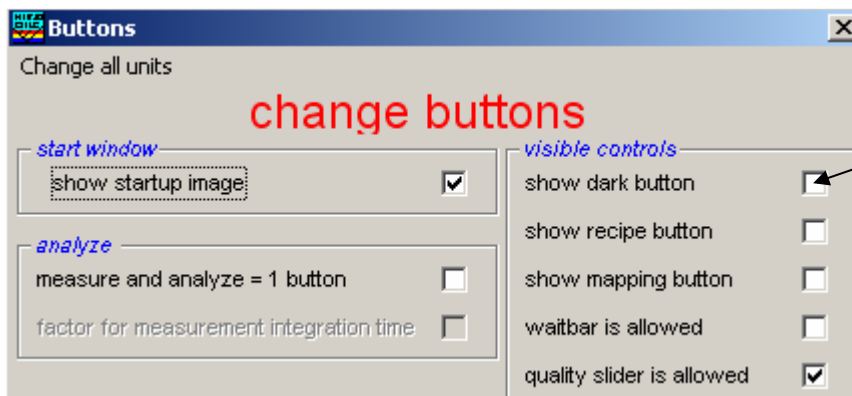 Buttons
Change all units
change buttons
start window
show startup image
analyze
measure and analyze = 1 button
factor for measurement integration time
visible controls
show dark button
show recipe button
show mapping button
waitbar is allowed
quality slider is allowed